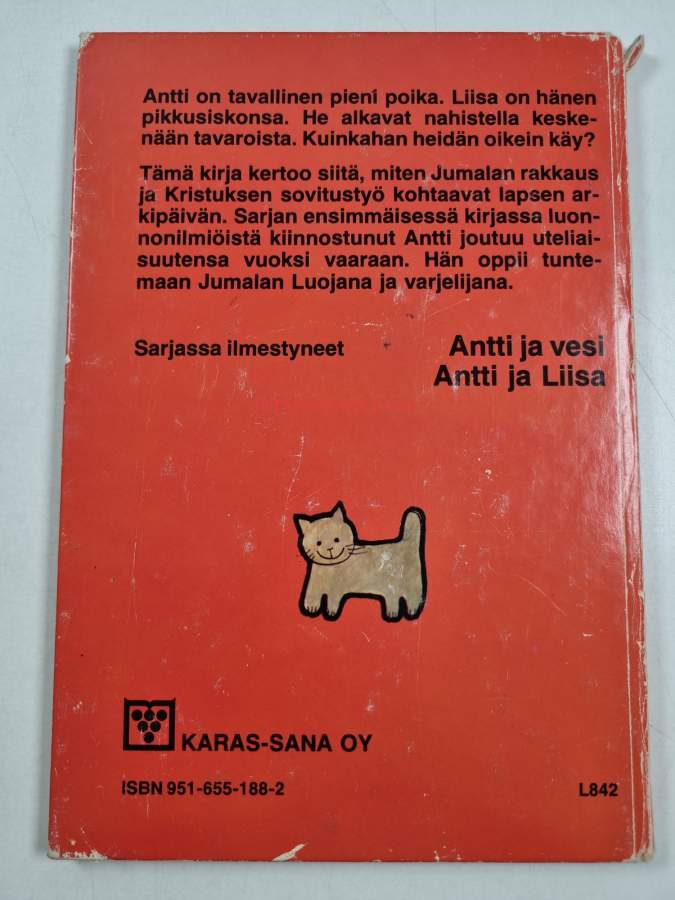 Antti on tavallinen pieni poika. Liisa on hänen
pikkusiskonsa. He alkavat nahistella keske-
nään tavaroista. Kuinkahan heidän oikein käy?
Tämä kirja kertoo siitä, miten Jumalan rakkaus
ja Kristuksen sovitustyö kohtaavat lapsen ar-
kipäivän. Sarjan ensimmäisessä kirjassa luon-
nonilmiöistä kiinnostunut Antti joutuu uteliai-
suutensa vuoksi vaaraan. Hän oppii tunte-
maan Jumalan Luojana ja varjelijana.
Sarjassa ilmestyneet Antti ja vesi
Antti ja Liisa
KARAS-SANA OY
ISBN 951-655-188-2 L842